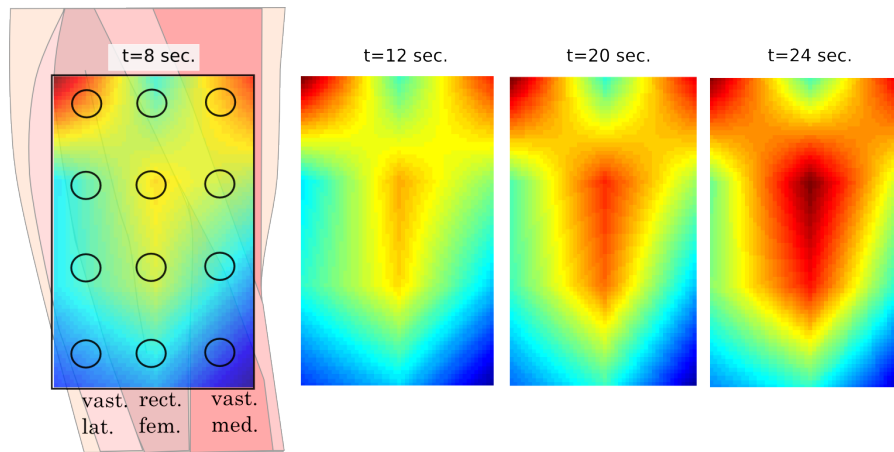 t=8 sec.
t=12 sec.
t=20 sec.
t=24 sec.
vast. rect. vast.
lat. fem. med.